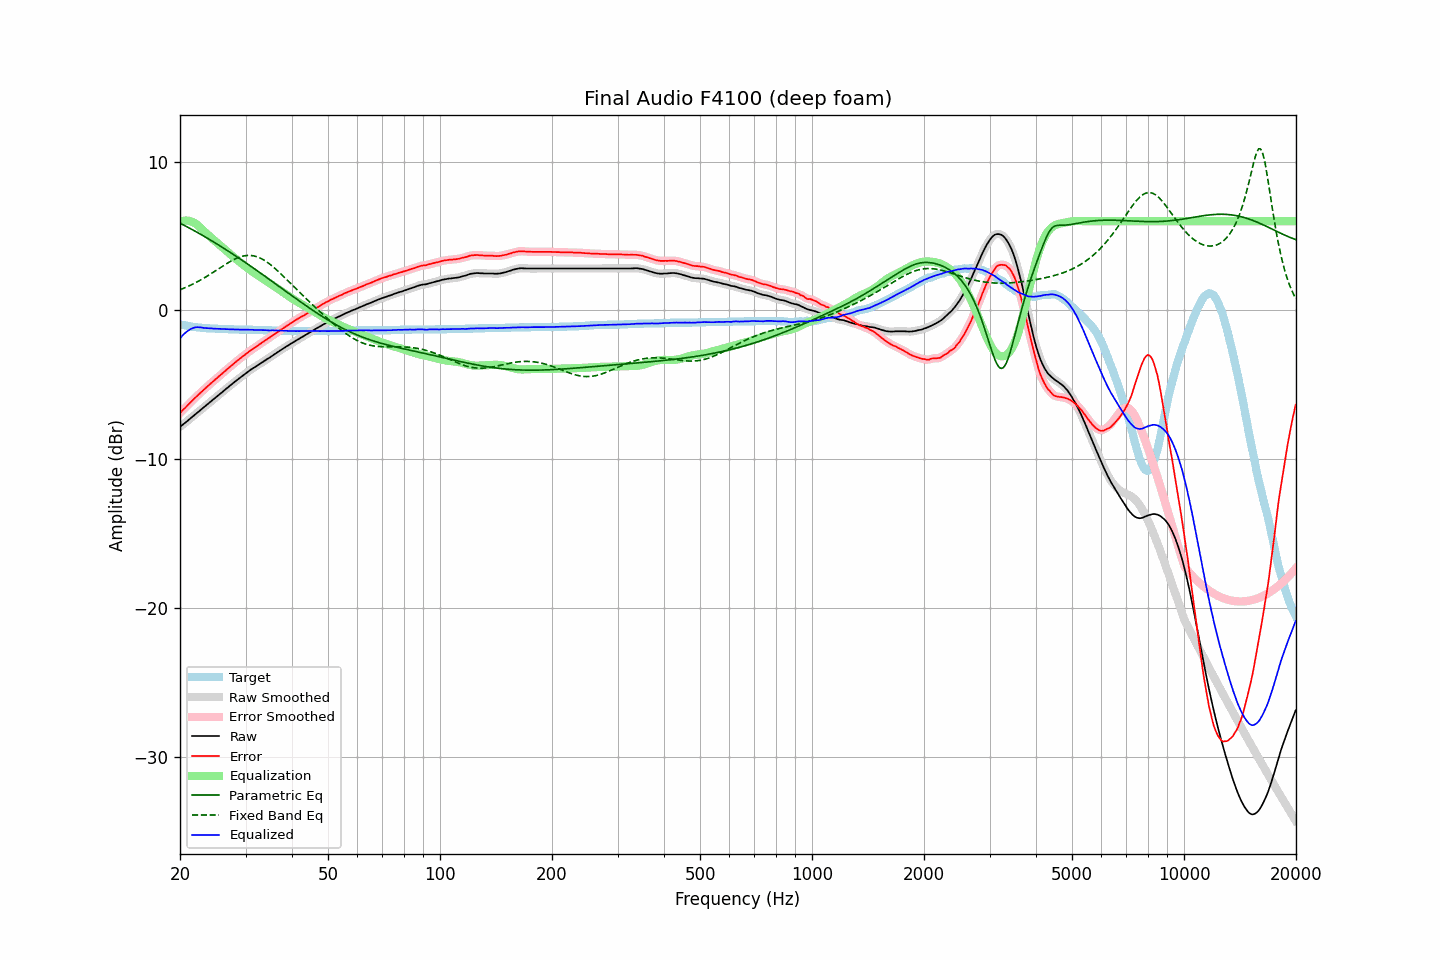 Final Audio F4100 (deep foam)
10
0
−10
−20
−30
Amplitude (dBr)
Target
Raw Smoothed
Error Smoothed
Raw
Error
Equalization
Parametric Eq
Fixed Band Eq
Equalized
20 50 100 200 500 1000 2000 5000 10000 20000
Frequency (Hz)